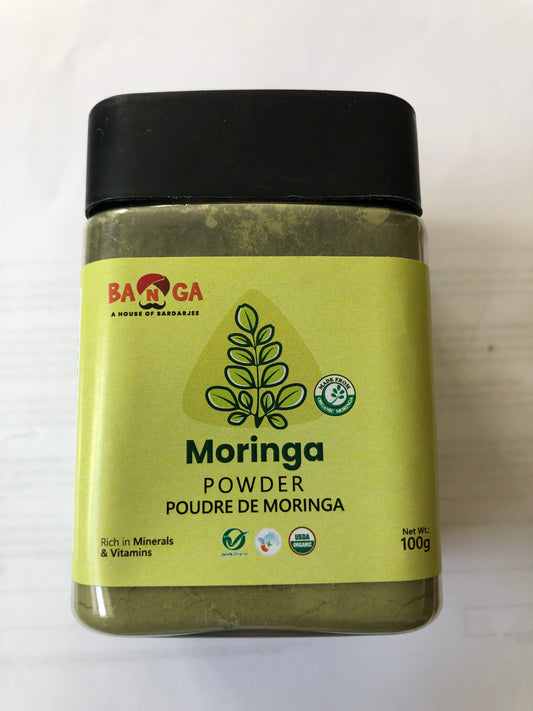 BANGA
A HOUSE OF BARDARJEE
MADE FROM
ORGANIC MORINGA
Moringa
POWDER
POUDRE DE MORINGA
Rich in Minerals
& Vitamins
USDA
ORGANIC
Net Wt.:
100g